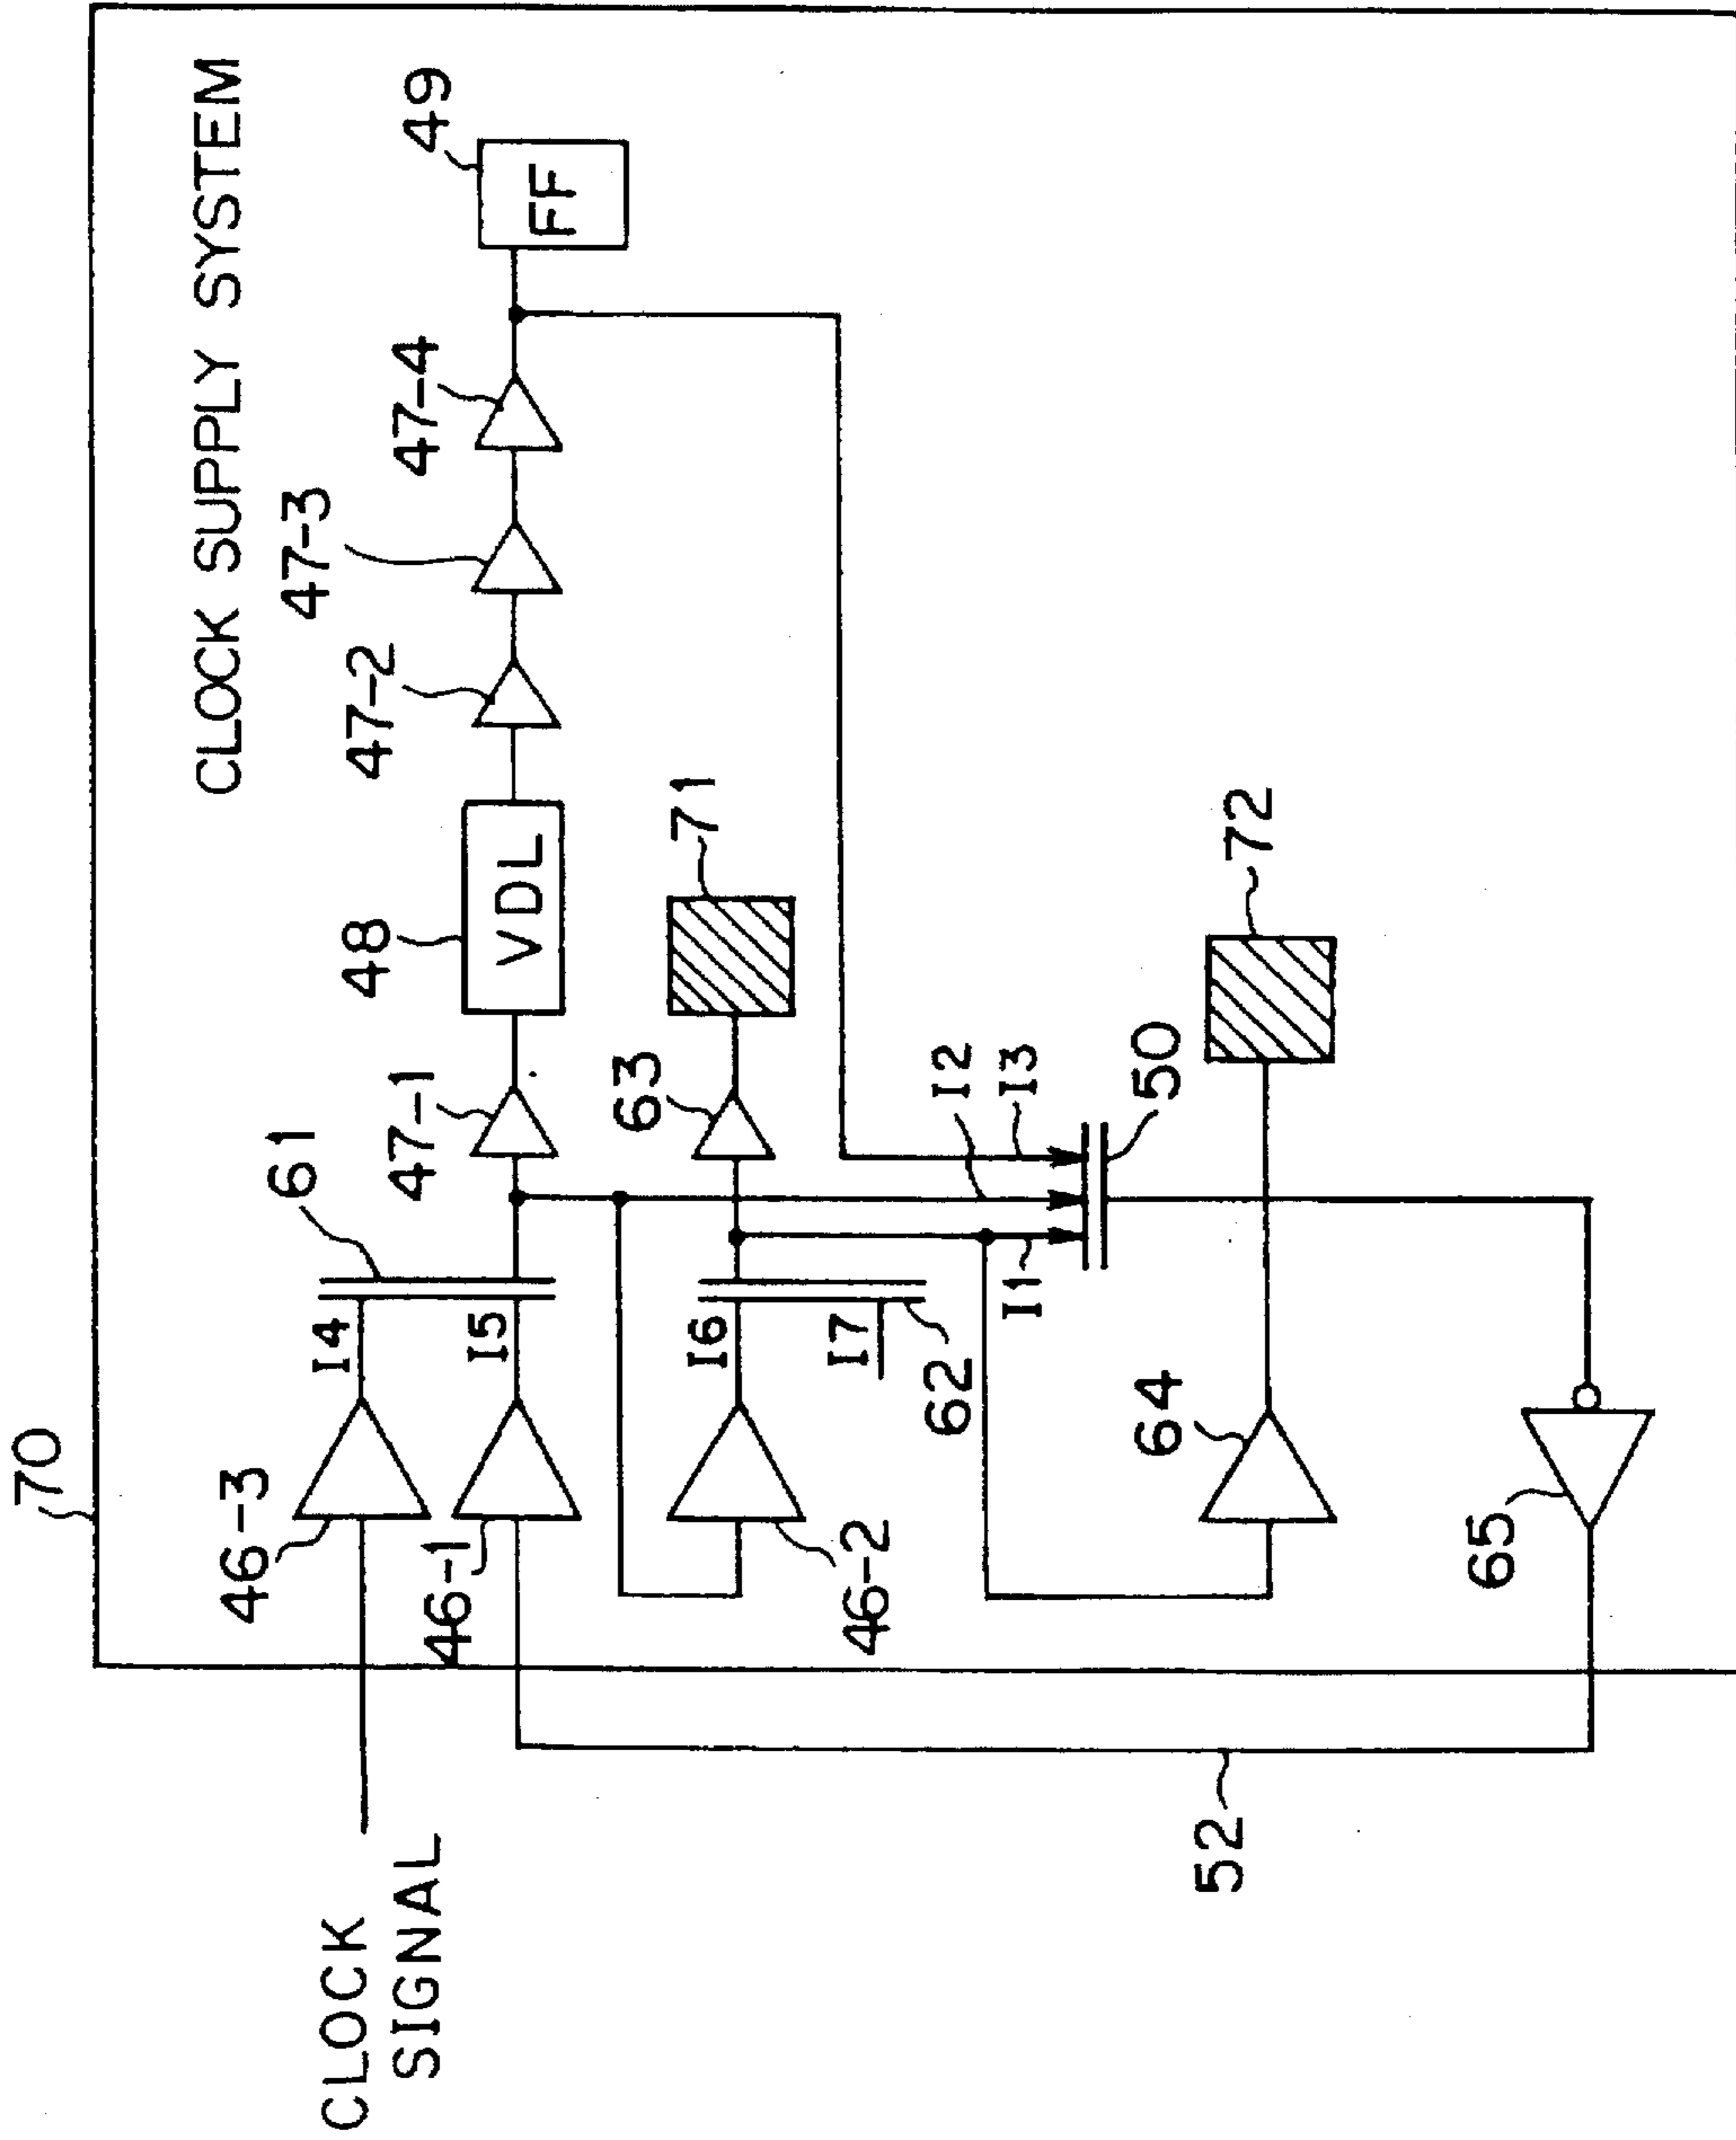 70
CLOCK SUPPLY SYSTEM
CLOCK
SIGNAL
46-3
46-1
I4
I5
61
47-1
48
VDL
47-2
47-3
47-4
49
FF
46-2
I6
I7
62
63
71
I1
I2
I3
50
64
72
65
52